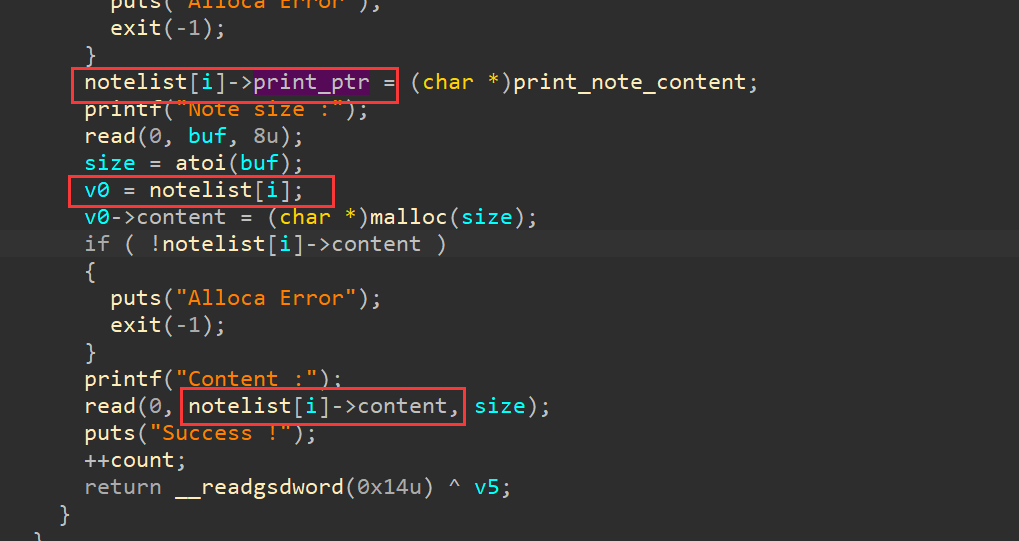 puts("Alloca Error");
exit(-1);
}
notelist[i]->print_ptr = (char *)print_note_content;
printf("Note size :");
read(0, buf, 8u);
size = atoi(buf);
v0 = notelist[i];
v0->content = (char *)malloc(size);
if ( !notelist[i]->content )
{
puts("Alloca Error");
exit(-1);
}
printf("Content :");
read(0, notelist[i]->content, size);
puts("Success !");
++count;
return __readgsdword(0x14u) ^ v5;
}
}